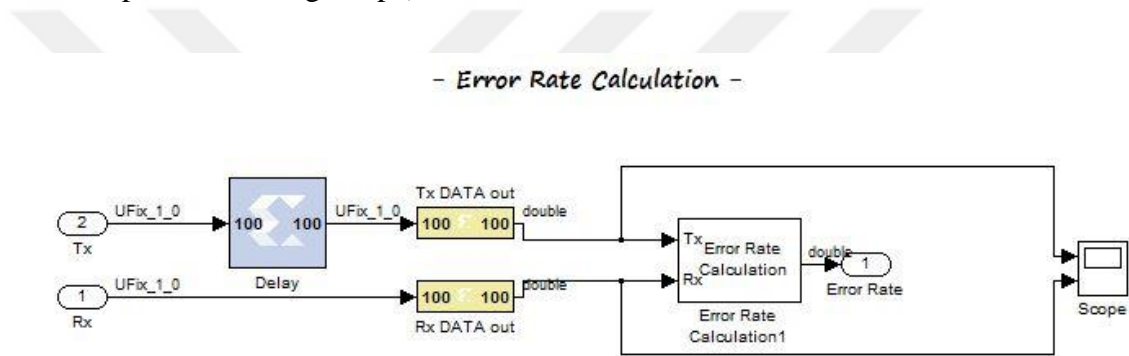 - Error Rate Calculation -
Tx DATA out
UFix_1_0
UFix_1_0
double
2
100 100
100 100
Tx
Delay
Tx
Rx
Error Rate
Calculation
double
1
Error Rate
Scope
UFix_1_0
double
1
100 100
Rx
Rx DATA out
Error Rate
Calculation1